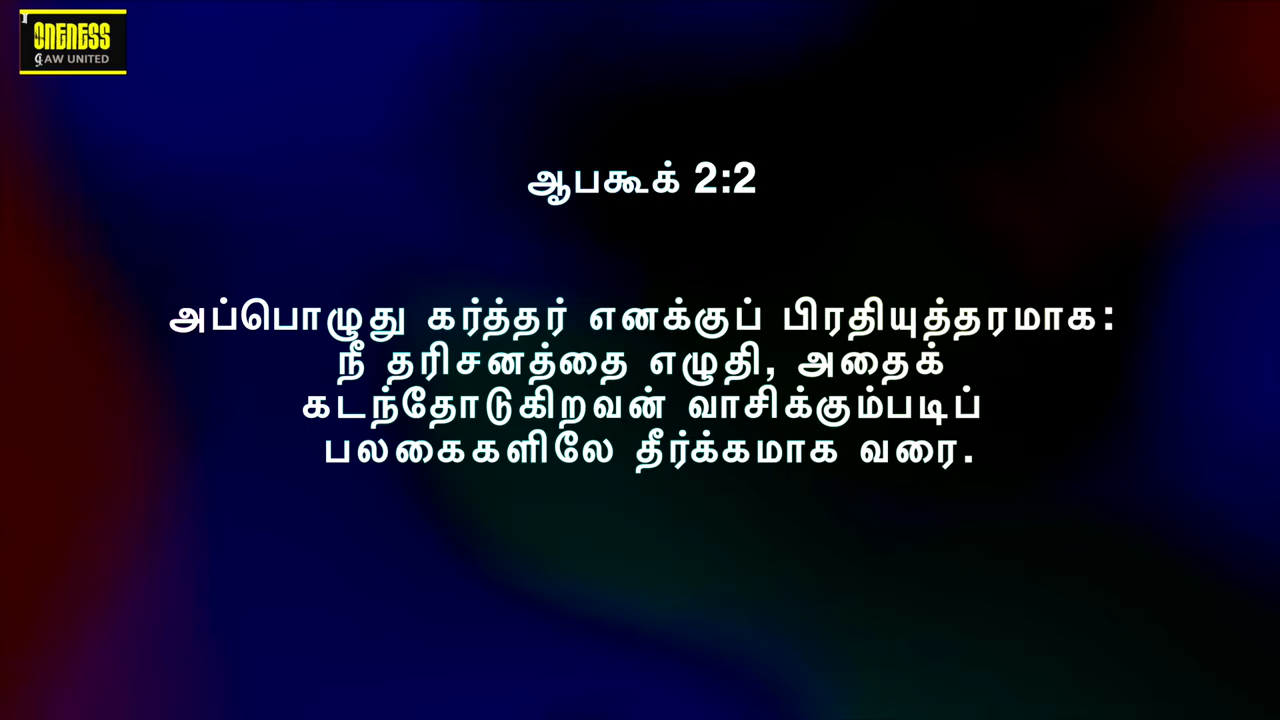 ONENESS
LAW UNITED
ஆபகூக் 2:2
அப்பொழுது கர்த்தர் எனக்குப் பிரதியுத்தரமாக:
நீ தரிசனத்தை எழுதி, அதைக்
கடந்தோடுகிறவன் வாசிக்கும்படிப்
பலகைகளிலே தீர்க்கமாக வரை.